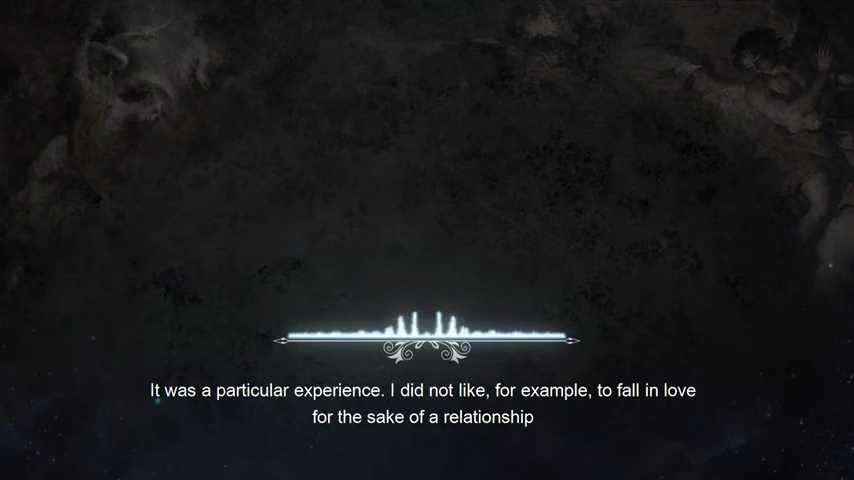 It was a particular experience. I did not like, for example, to fall in love
for the sake of a relationship